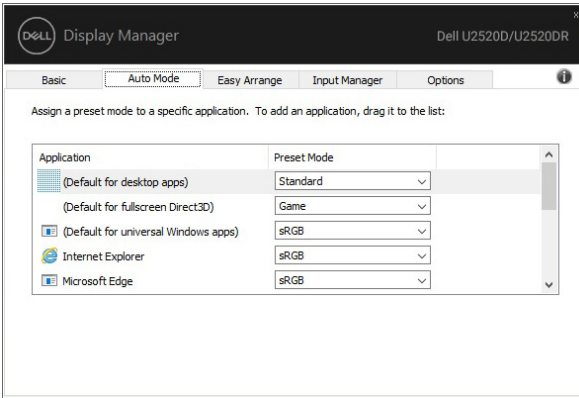 DELL Display Manager Dell U2520D/U2520DR
Basic Auto Mode Easy Arrange Input Manager Options
Assign a preset mode to a specific application. To add an application, drag it to the list:
Application Preset Mode
(Default for desktop apps) Standard
(Default for fullscreen Direct3D) Game
(Default for universal Windows apps) sRGB
Internet Explorer sRGB
Microsoft Edge sRGB